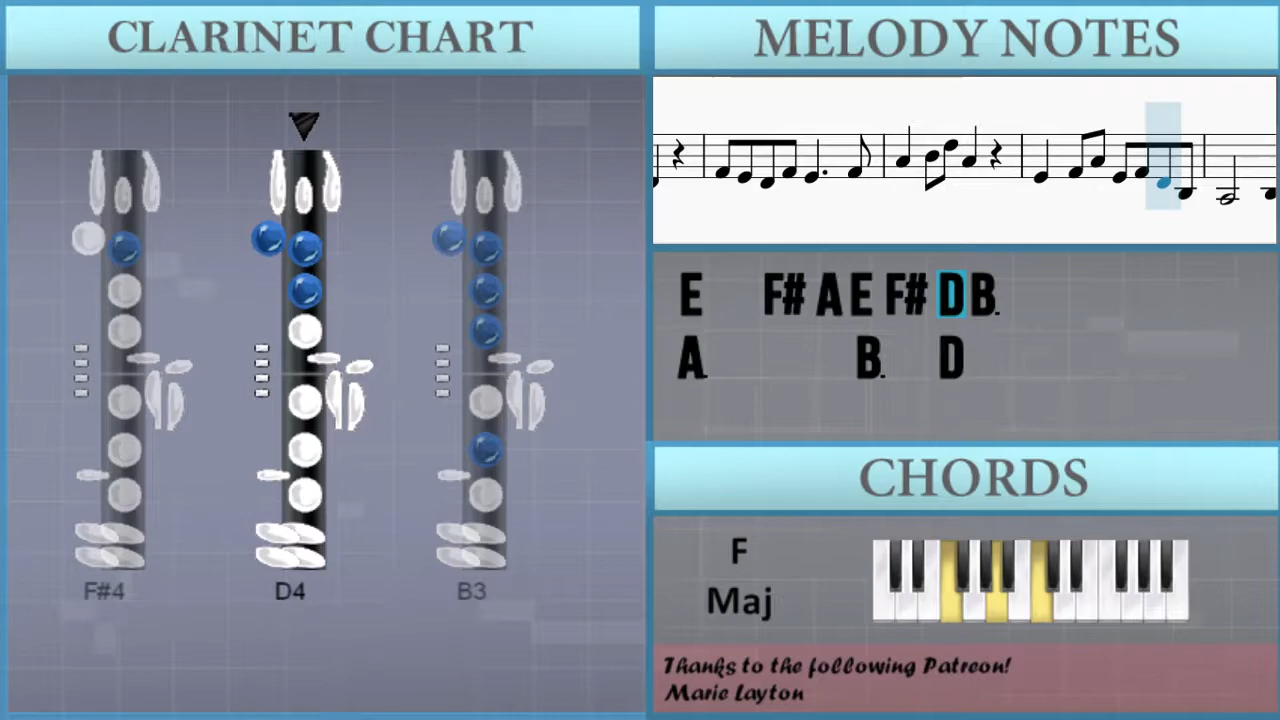 CLARINET CHART
F#4 D4 B3
MELODY NOTES
E F# A E F# D B.
A. B. D
CHORDS
F
Maj
Thanks to the following Patreon!
Marie Layton